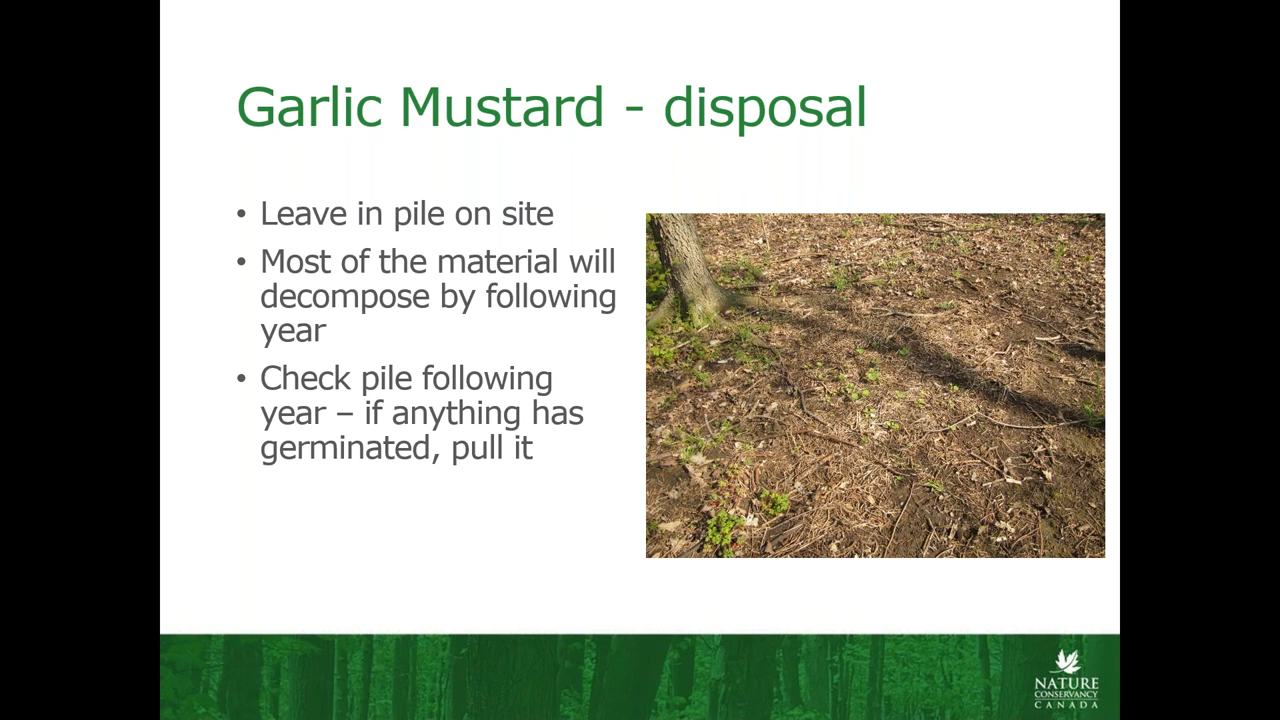 Garlic Mustard - disposal
• Leave in pile on site
• Most of the material will
decompose by following
year
• Check pile following
year – if anything has
germinated, pull it
NATURE
CONSERVANCY
CANADA